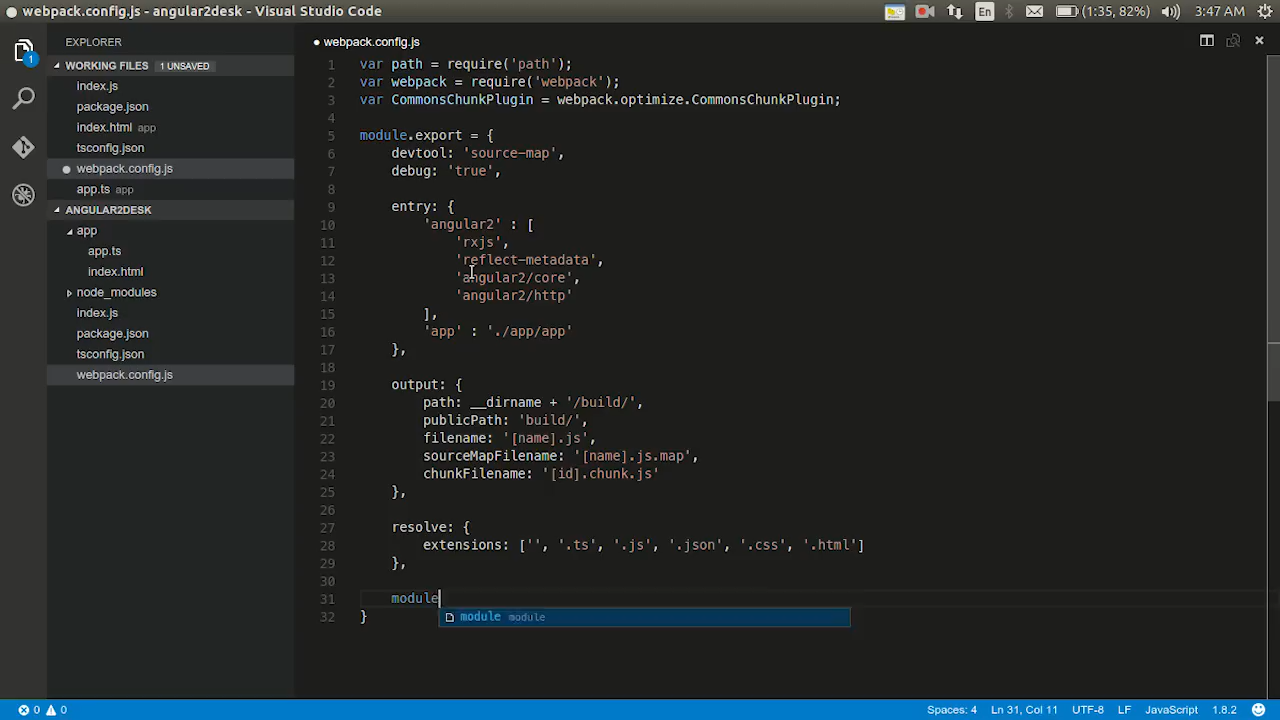 webpack.config.js - angular2desk - Visual Studio Code
En
(1:35, 82%)
3:47 AM
EXPLORER
webpack.config.js
WORKING FILES 1 UNSAVED
index.js
package.json
index.html app
tsconfig.json
webpack.config.js
app.ts app
ANGULAR2DESK
app
app.ts
index.html
node_modules
index.js
package.json
tsconfig.json
webpack.config.js
1
1 var path = require('path');
2 var webpack = require('webpack');
3 var CommonsChunkPlugin = webpack.optimize.CommonsChunkPlugin;
4
5 module.export = {
6 devtool: 'source-map',
7 debug: 'true',
8
9 entry: {
10 'angular2' : [
11 'rxjs',
12 'reflect-metadata',
13 'angular2/core',
14 'angular2/http'
15 ],
16 'app' : './app/app'
17 },
18
19 output: {
20 path: __dirname + '/build/',
21 publicPath: 'build/',
22 filename: '[name].js',
23 sourceMapFilename: '[name].js.map',
24 chunkFilename: '[id].chunk.js'
25 },
26
27 resolve: {
28 extensions: ['', '.ts', '.js', '.json', '.css', '.html']
29 },
30
31 module
32 }
module module
0 0
Spaces: 4
Ln 31, Col 11
UTF-8
LF
JavaScript
1.8.2